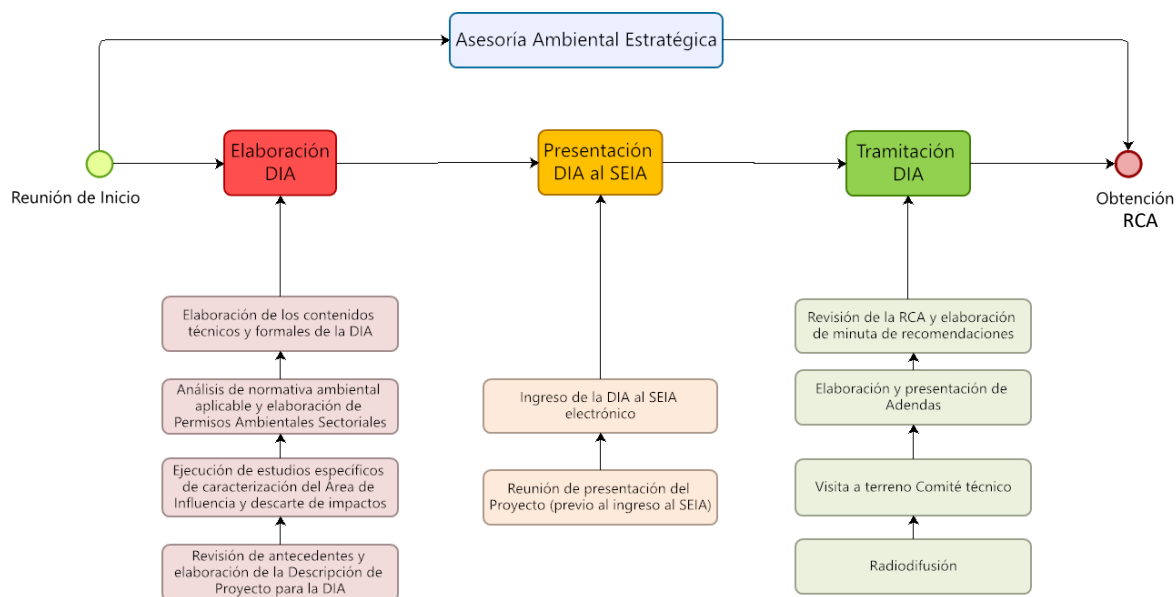 Asesoría Ambiental Estratégica
Reunión de Inicio
Elaboración
DIA
Presentación
DIA al SEIA
Tramitación
DIA
Obtención
RCA
Elaboración de los contenidos
técnicos y formales de la DIA
Análisis de normativa ambiental
aplicable y elaboración de
Permisos Ambientales Sectoriales
Ejecución de estudios específicos
de caracterización del Área de
Influencia y descarte de impactos
Revisión de antecedentes y
elaboración de la Descripción de
Proyecto para la DIA
Ingreso de la DIA al SEIA
electrónico
Reunión de presentación del
Proyecto (previo al ingreso al SEIA)
Revisión de la RCA y elaboración
de minuta de recomendaciones
Elaboración y presentación de
Adendas
Visita a terreno Comité técnico
Radiodifusión